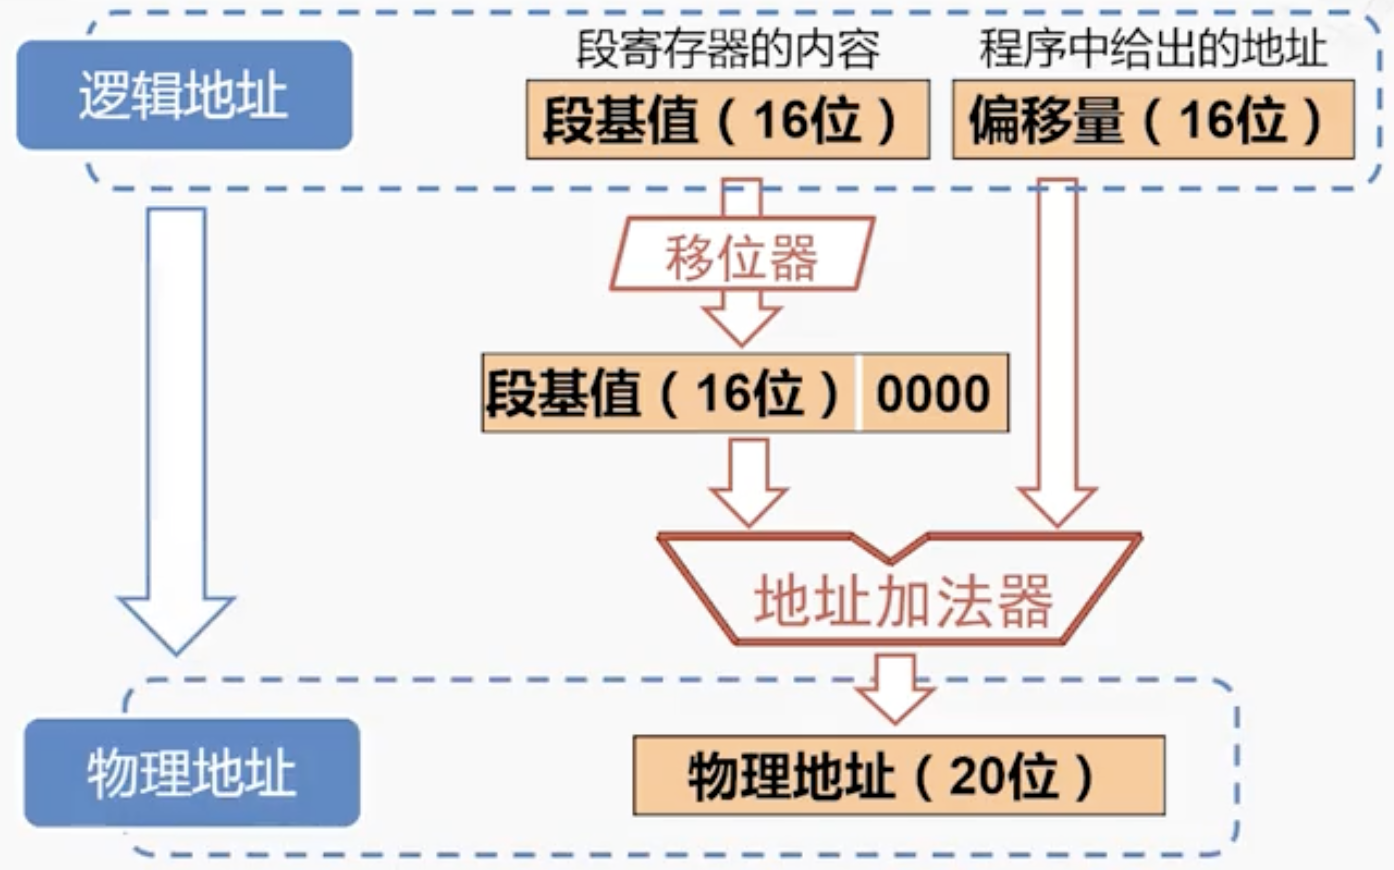 段寄存器的内容
程序中给出的地址
逻辑地址
段基值（16位）
偏移量（16位）
移位器
段基值（16位）
0000
地址加法器
物理地址
物理地址（20位）